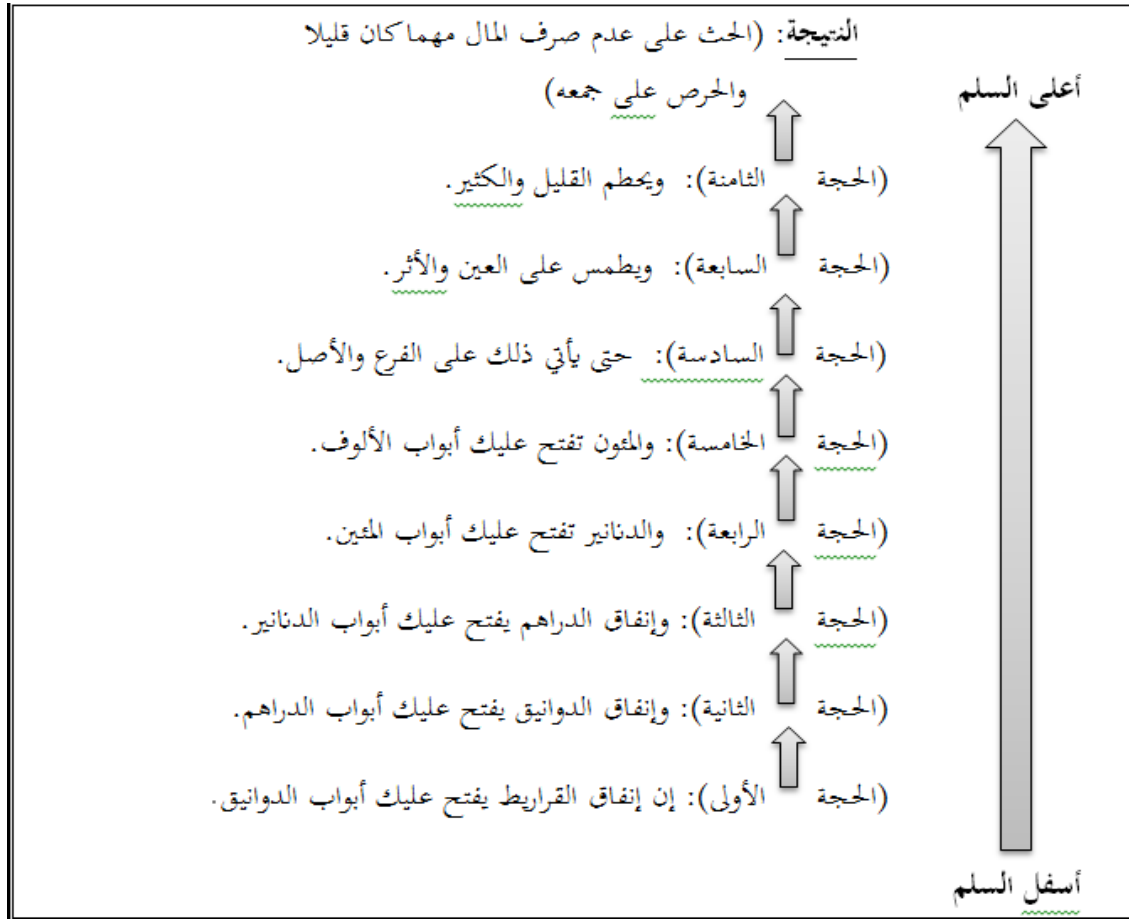 النتيجة: (الحث على عدم صرف المال مهما كان قليلا
والحرص على جمعه)
أعلى السلم
(الحجة الثامنة): ويحطم القليل والكثير.
(الحجة السابعة): ويطمس على العين والأثر.
(الحجة السادسة): حتى يأتي ذلك على الفرع والأصل.
(الحجة الخامسة): والمئون تفتح عليك أبواب الألوف.
(الحجة الرابعة): والدنانير تفتح عليك أبواب المئين.
(الحجة الثالثة): وإنفاق الدراهم يفتح عليك أبواب الدنانير.
(الحجة الثانية): وإنفاق الدوانيق يفتح عليك أبواب الدراهم.
(الحجة الأولى): إن إنفاق القراريط يفتح عليك أبواب الدوانيق.
أسفل السلم